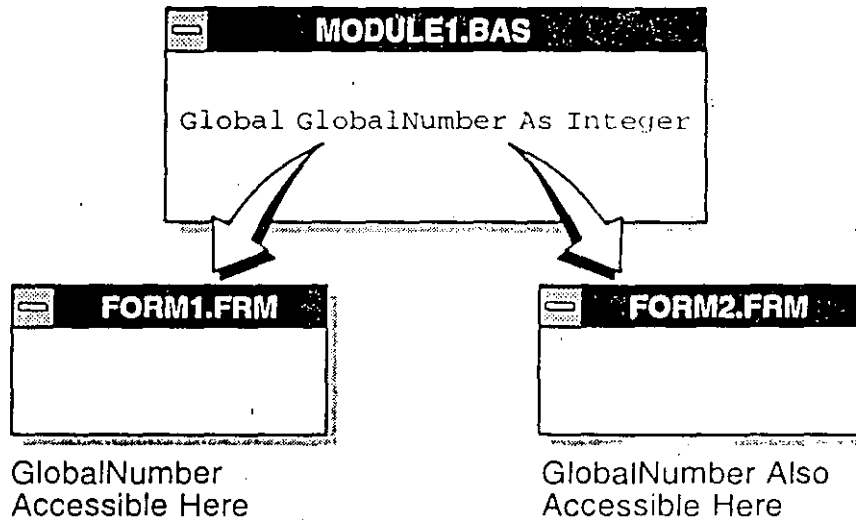 MODULE1.BAS
Global GlobalNumber As Integer
FORM1.FRM
FORM2.FRM
GlobalNumber
Accessible Here
GlobalNumber Also
Accessible Here